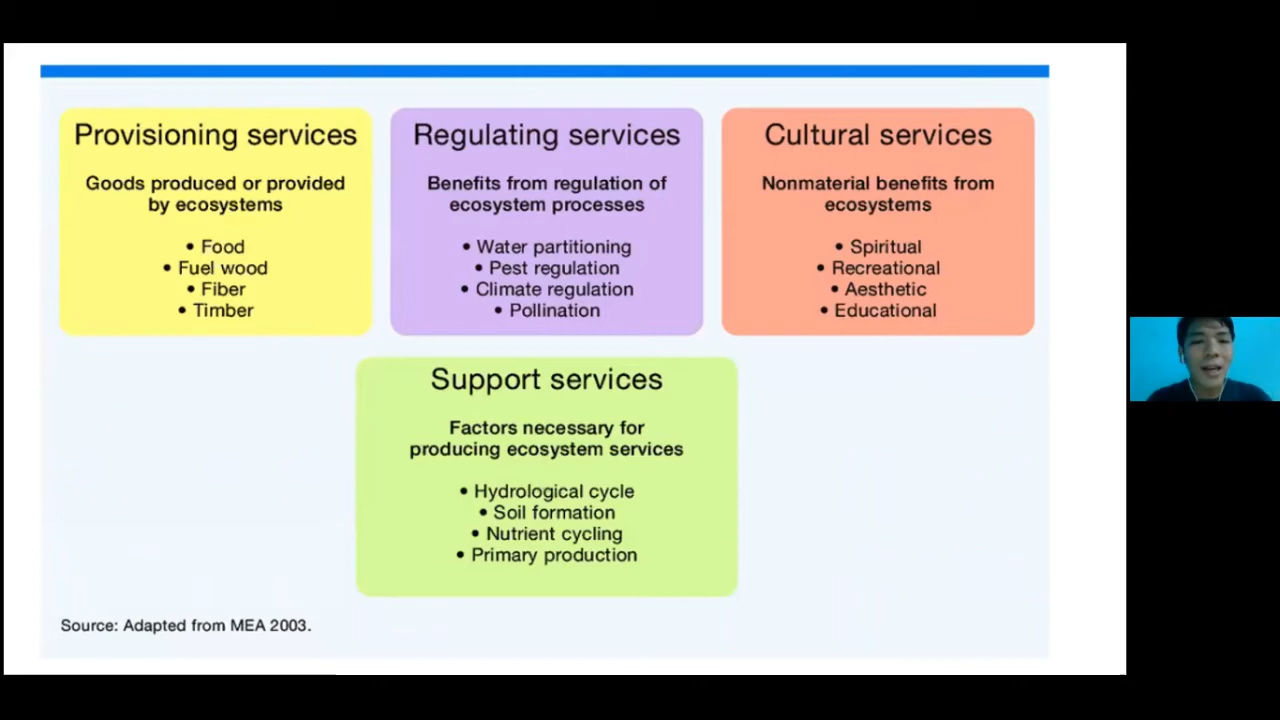 Provisioning services
Goods produced or provided
by ecosystems
• Food
• Fuel wood
• Fiber
• Timber
Regulating services
Benefits from regulation of
ecosystem processes
• Water partitioning
• Pest regulation
• Climate regulation
• Pollination
Cultural services
Nonmaterial benefits from
ecosystems
• Spiritual
• Recreational
• Aesthetic
• Educational
Support services
Factors necessary for
producing ecosystem services
• Hydrological cycle
• Soil formation
• Nutrient cycling
• Primary production
Source: Adapted from MEA 2003.